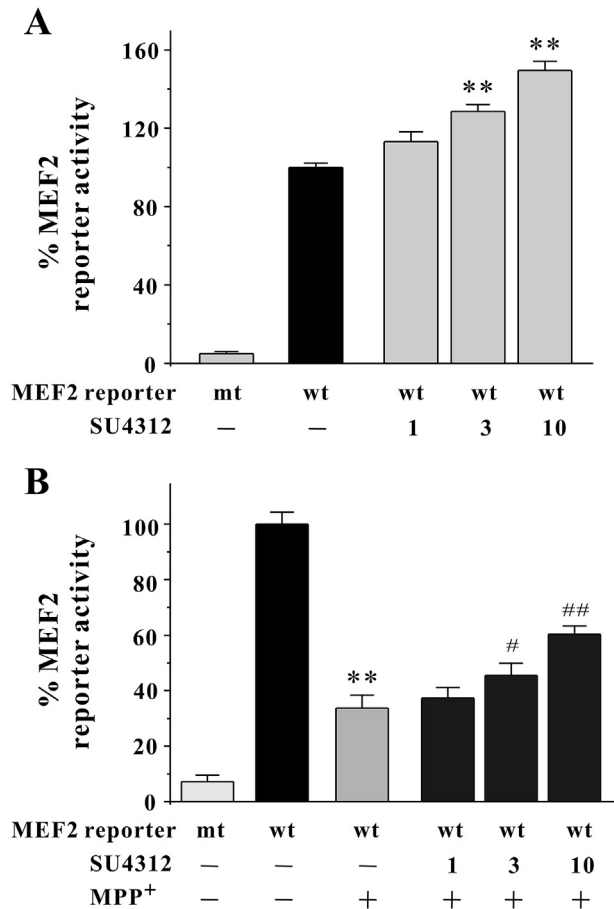 A
% MEF2
reporter activity
160
120
80
40
0
** **
MEF2 reporter mt wt wt wt wt
SU4312 — — 1 3 10
B
% MEF2
reporter activity
100
80
60
40
20
0
** # ##
MEF2 reporter mt wt wt wt wt wt
SU4312 — — — 1 3 10
MPP+ — — + + + +